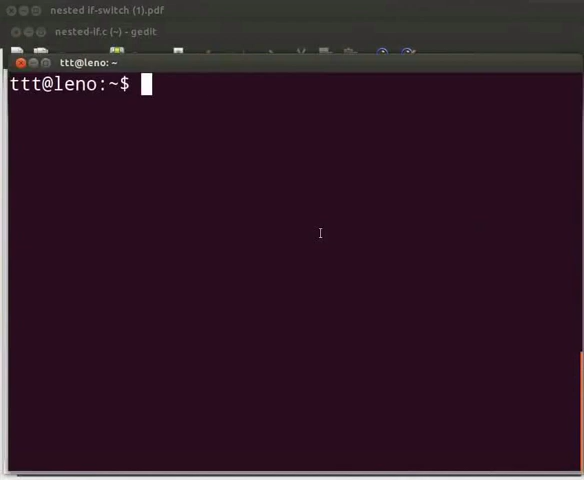 nested if-switch (1).pdf
nested-if.c (~) - gedit
ttt@leno: ~
ttt@leno:~$